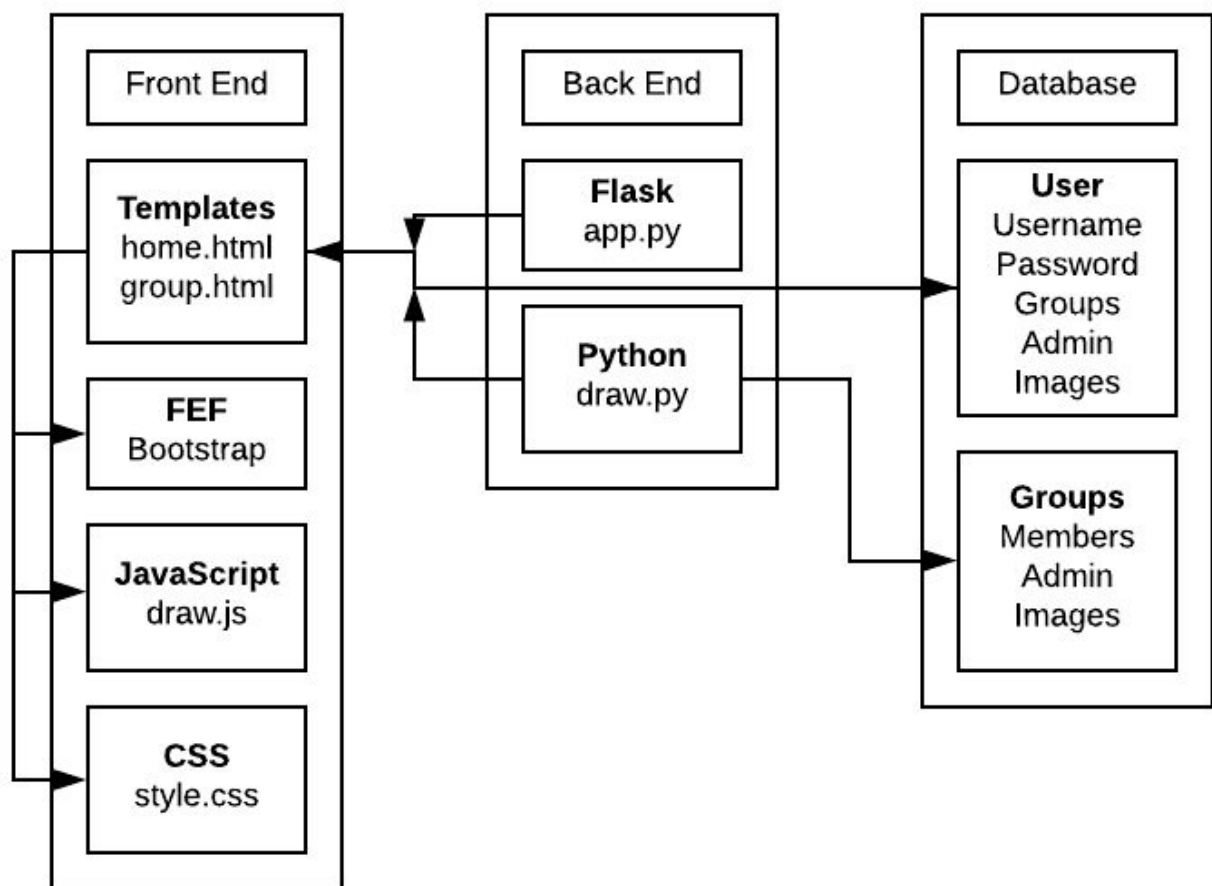 Front End
Templates
home.html
group.html
FEF
Bootstrap
JavaScript
draw.js
CSS
style.css
Back End
Flask
app.py
Python
draw.py
Database
User
Username
Password
Groups
Admin
Images
Groups
Members
Admin
Images